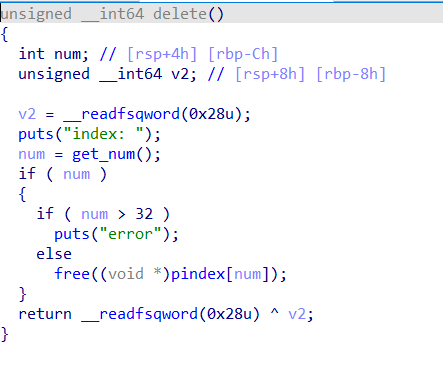 unsigned __int64 delete()
{
  int num; // [rsp+4h] [rbp-Ch]
  unsigned __int64 v2; // [rsp+8h] [rbp-8h]

  v2 = __readfsqword(0x28u);
  puts("index: ");
  num = get_num();
  if ( num )
  {
    if ( num > 32 )
      puts("error");
    else
      free((void *)pindex[num]);
  }
  return __readfsqword(0x28u) ^ v2;
}